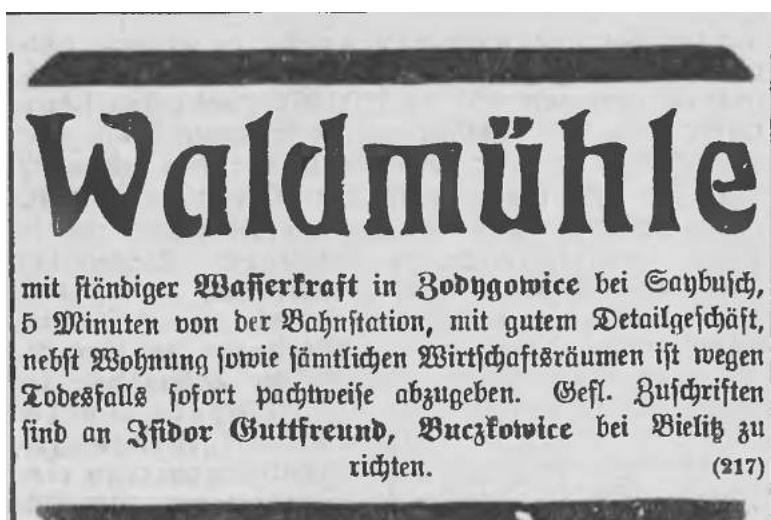 Waldmühle
mit ständiger Wasserkraft in Zodygowice bei Saybusch,
5 Minuten von der Bahnstation, mit gutem Detailgeschäft,
nebst Wohnung sowie sämtlichen Wirtschaftsräumen ist wegen
Todesfalls sofort pachtweise abzugeben. Gefl. Zuschriften
sind an Isidor Guttfreund, Buczkowice bei Bielitz zu
richten. (217)